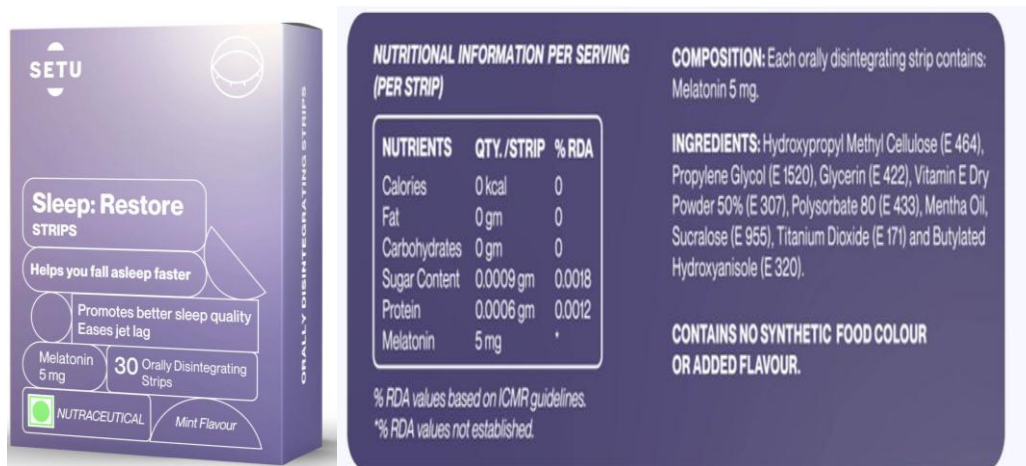 SETU
Sleep: Restore
STRIPS
Helps you fall asleep faster
Promotes better sleep quality
Eases jet lag
Melatonin
5 mg
30 Orally Disintegrating
Strips
NUTRACEUTICAL
Mint Flavour
ORALLY DISINTEGRATING STRIPS
NUTRITIONAL INFORMATION PER SERVING
(PER STRIP)
NUTRIENTS QTY./STRIP % RDA
Calories 0 kcal 0
Fat 0 gm 0
Carbohydrates 0 gm 0
Sugar Content 0.0009 gm 0.0018
Protein 0.0006 gm 0.0012
Melatonin 5 mg *
% RDA values based on ICMR guidelines.
*% RDA values not established.
COMPOSITION: Each orally disintegrating strip contains:
Melatonin 5 mg.
INGREDIENTS: Hydroxypropyl Methyl Cellulose (E 464),
Propylene Glycol (E 1520), Glycerin (E 422), Vitamin E Dry
Powder 50% (E 307), Polysorbate 80 (E 433), Mentha Oil,
Sucralose (E 955), Titanium Dioxide (E 171) and Butylated
Hydroxyanisole (E 320).
CONTAINS NO SYNTHETIC FOOD COLOUR
OR ADDED FLAVOUR.